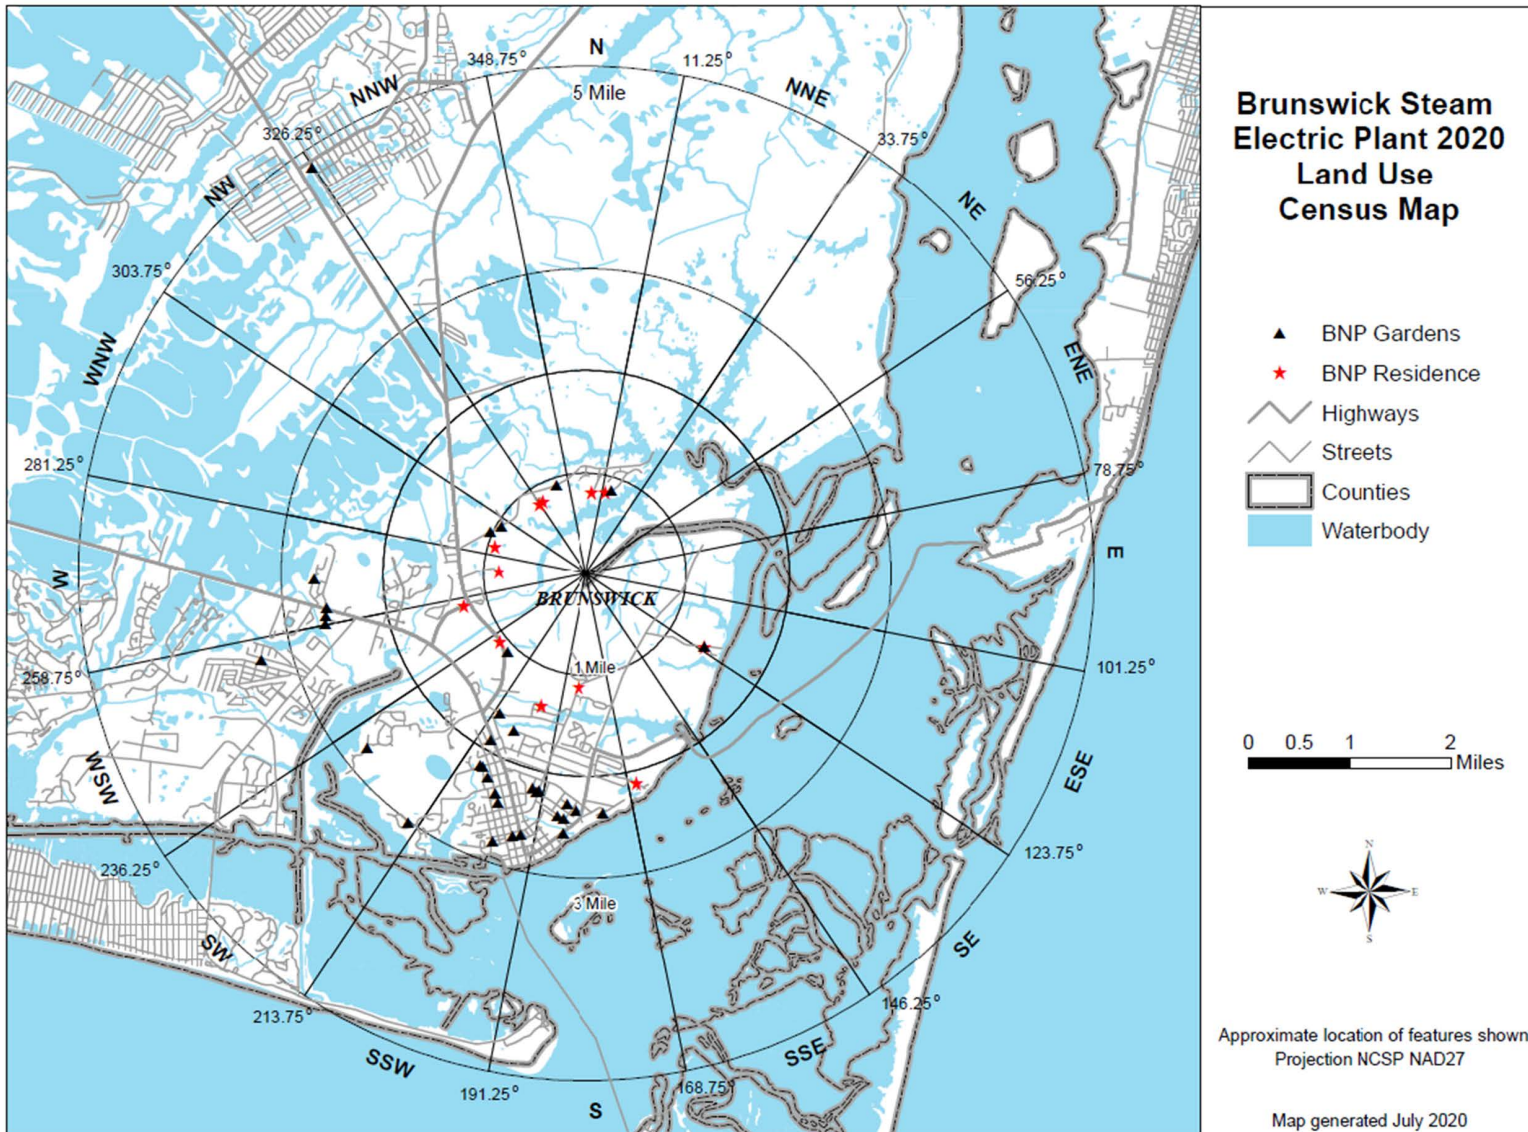 348.75°
N
11.25°
NNW
5 Mile
NNE
326.25°
33.75°
NW
NE
303.75°
56.25°
WNW
ENE
281.25°
78.75°
W
E
BRUNSWICK
258.75°
1 Mile
101.25°
WSW
ESE
236.25°
123.75°
3 Mile
SW
SE
213.75°
146.25°
SSW
SSE
191.25°
168.75°
S
Brunswick Steam
Electric Plant 2020
Land Use
Census Map
BNP Gardens
BNP Residence
Highways
Streets
Counties
Waterbody
0 0.5 1 2
Miles
N
W E
S
Approximate location of features shown
Projection NCSP NAD27
Map generated July 2020